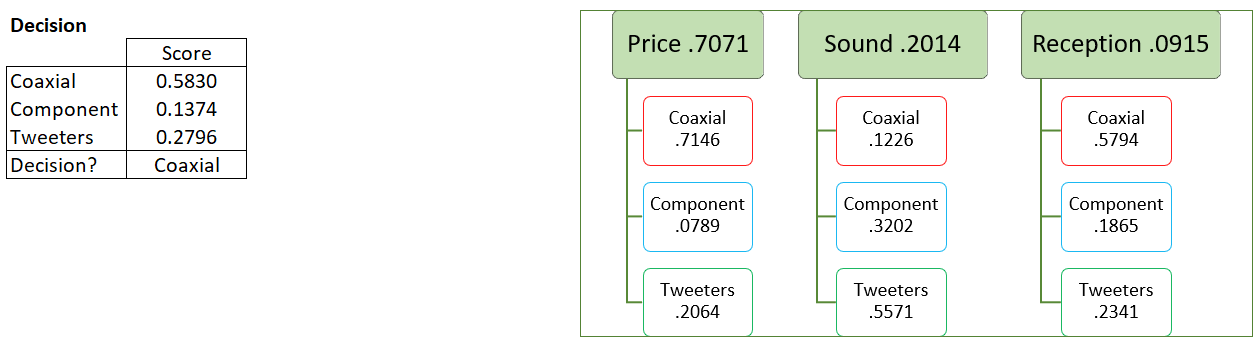 Decision
Score
Coaxial 0.5830
Component 0.1374
Tweeters 0.2796
Decision? Coaxial
Price .7071
Coaxial
.7146
Component
.0789
Tweeters
.2064
Sound .2014
Coaxial
.1226
Component
.3202
Tweeters
.5571
Reception .0915
Coaxial
.5794
Component
.1865
Tweeters
.2341